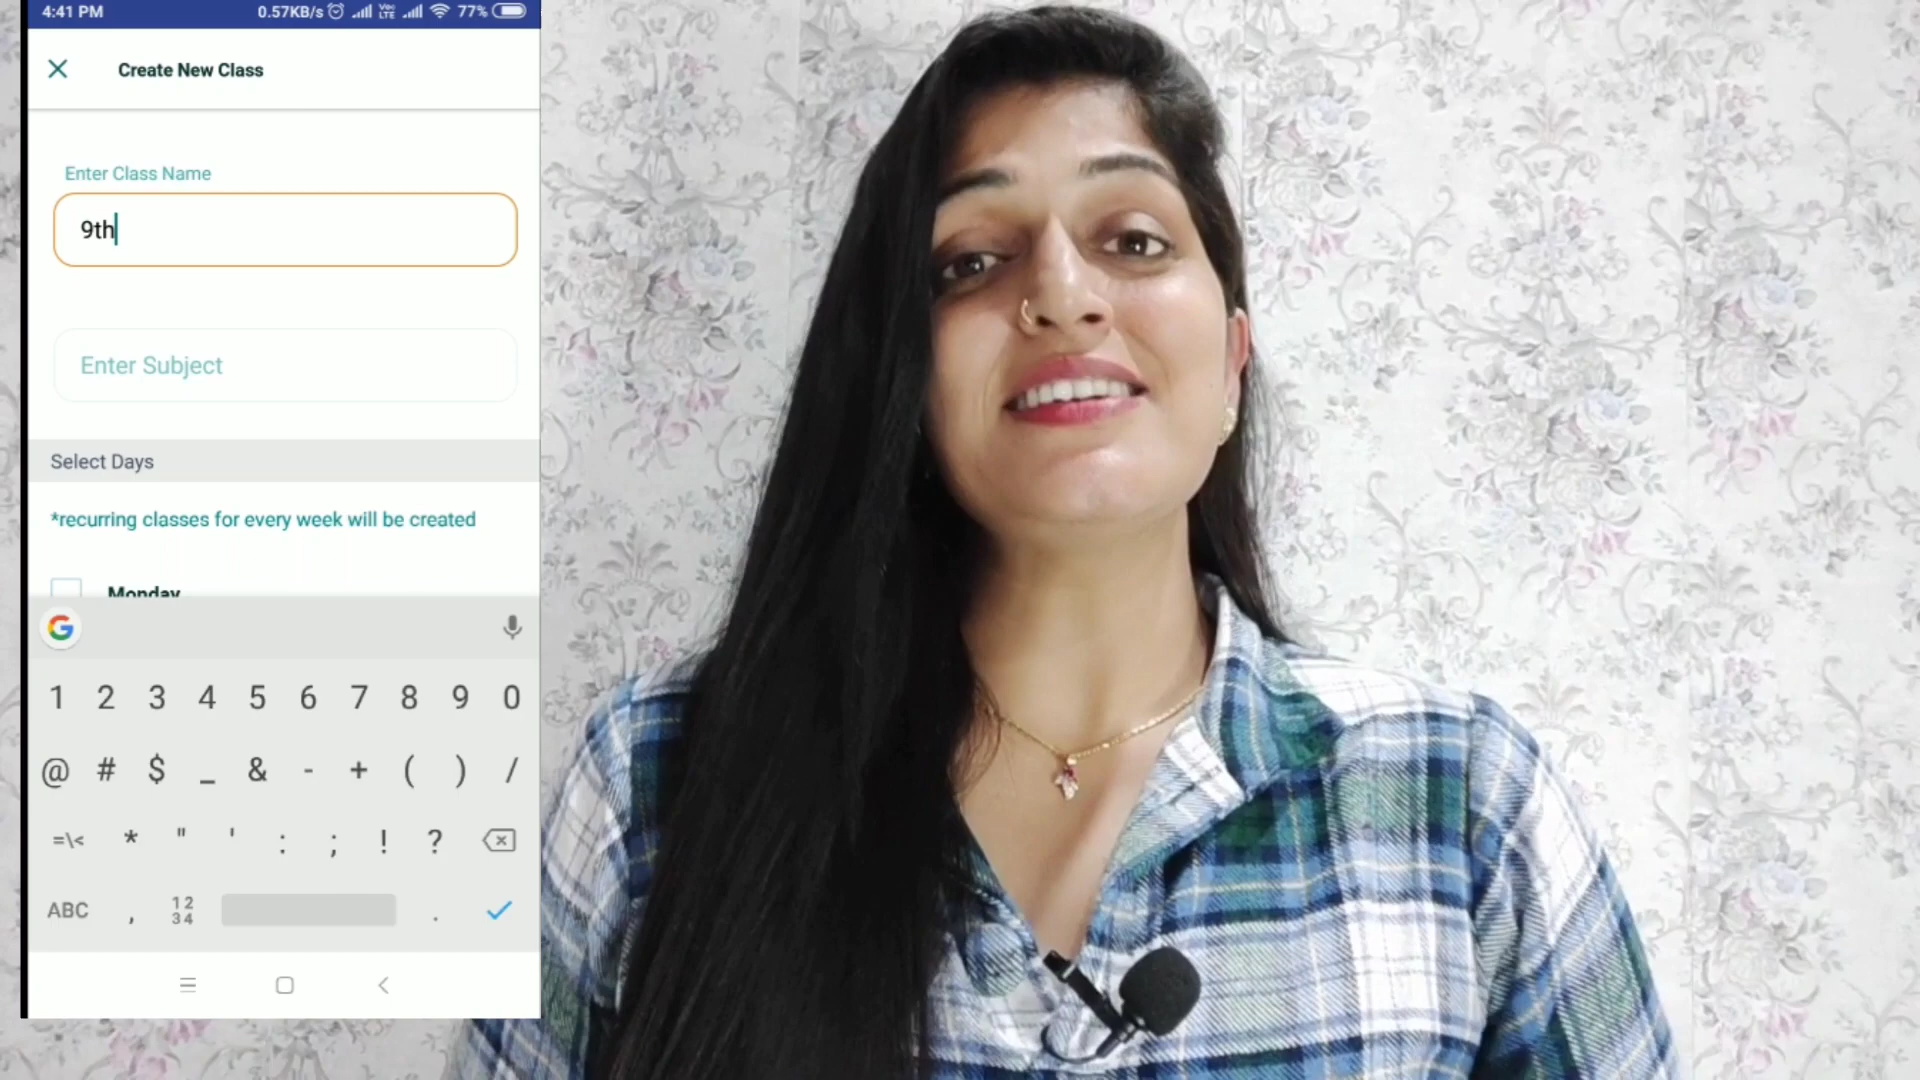 4:41 PM 0.57KB/s Vo LTE 77%
Create New Class
Enter Class Name
9th
Enter Subject
Select Days
*recurring classes for every week will be created
Monday
G
1 2 3 4 5 6 7 8 9 0
@ # $ _ & - + ( ) /
=\< * " ' : ; ! ?
ABC , 12 34 .